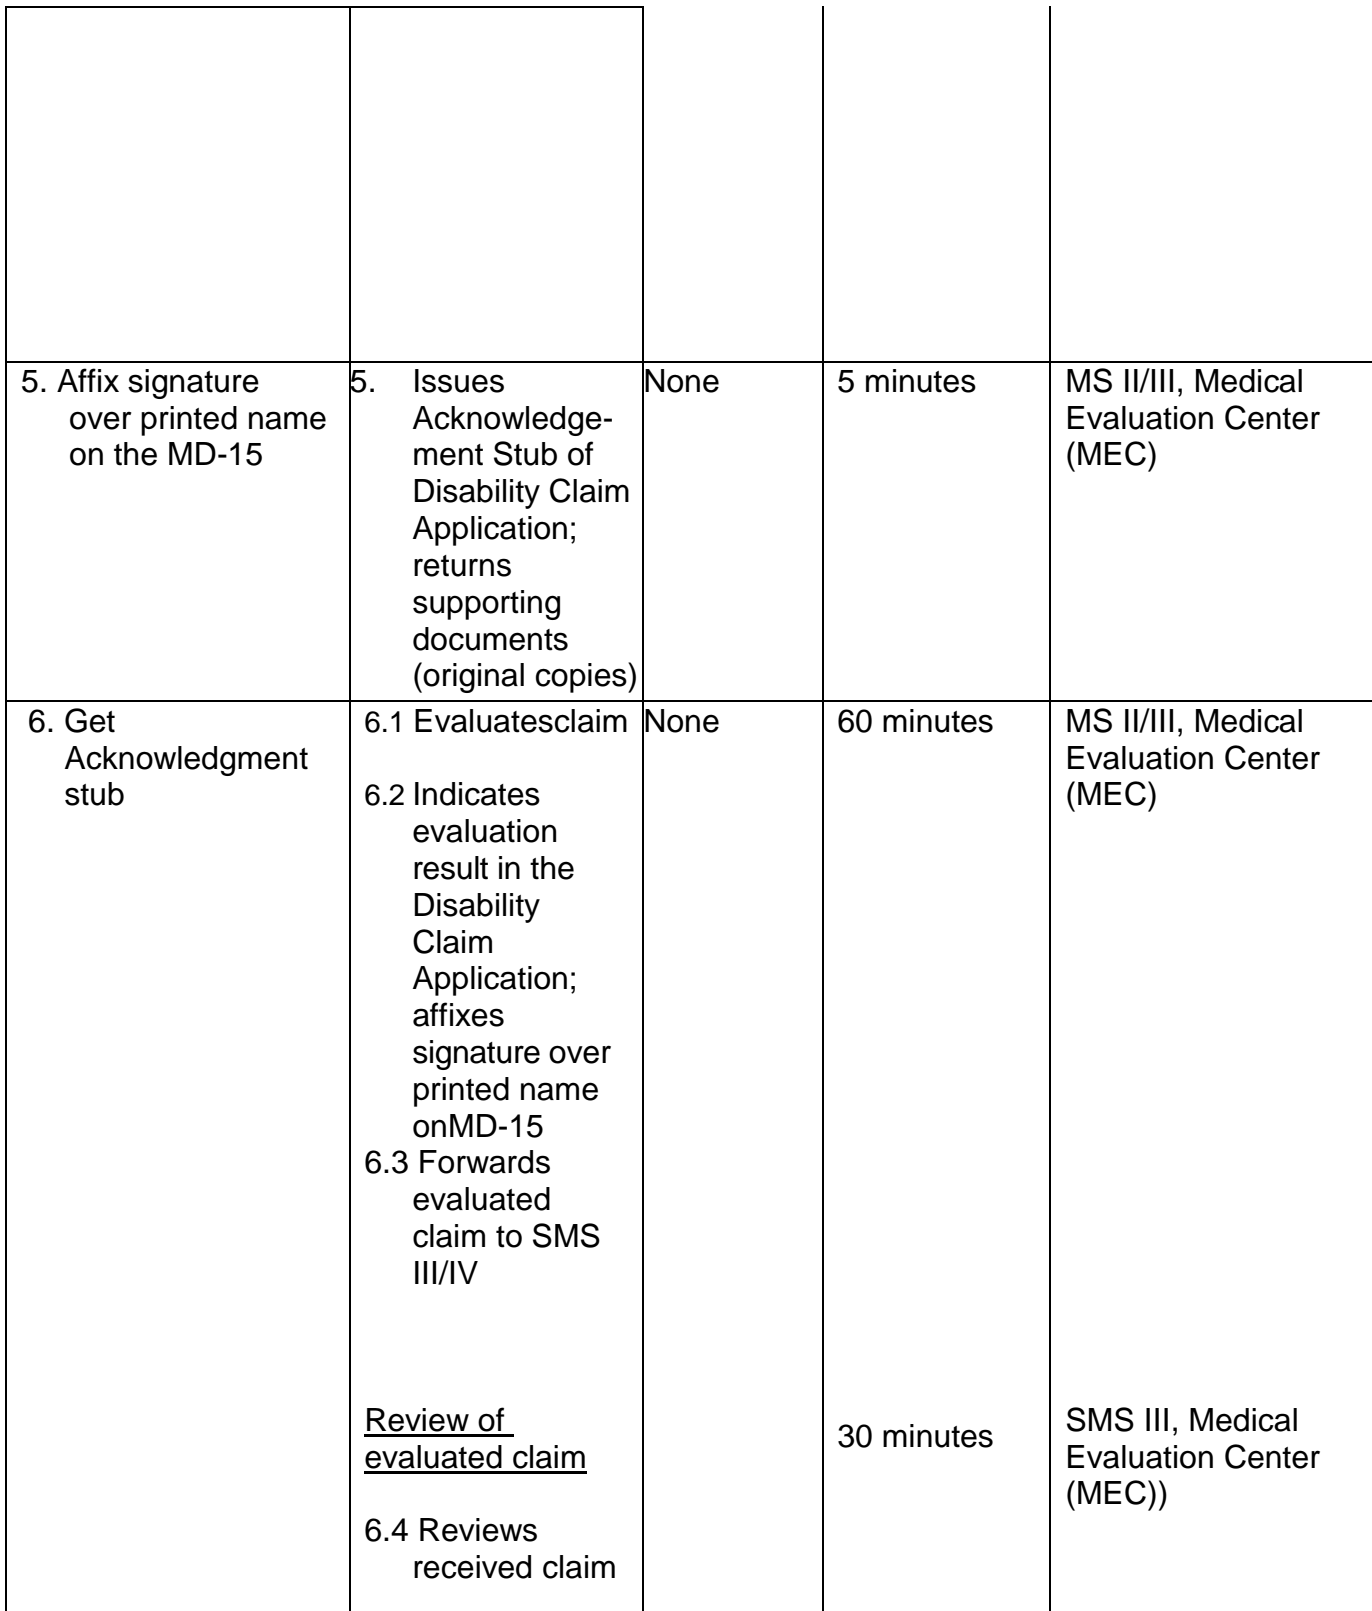 5. Affix signature
over printed name
on the MD-15
5. Issues
Acknowledge-
ment Stub of
Disability Claim
Application;
returns
supporting
documents
(original copies)
None
5 minutes
MS II/III, Medical
Evaluation Center
(MEC)
6. Get
Acknowledgment
stub
6.1 Evaluatesclaim
6.2 Indicates
evaluation
result in the
Disability
Claim
Application;
affixes
signature over
printed name
onMD-15
6.3 Forwards
evaluated
claim to SMS
III/IV
None
60 minutes
MS II/III, Medical
Evaluation Center
(MEC)
Review of
evaluated claim
6.4 Reviews
received claim
30 minutes
SMS III, Medical
Evaluation Center
(MEC))